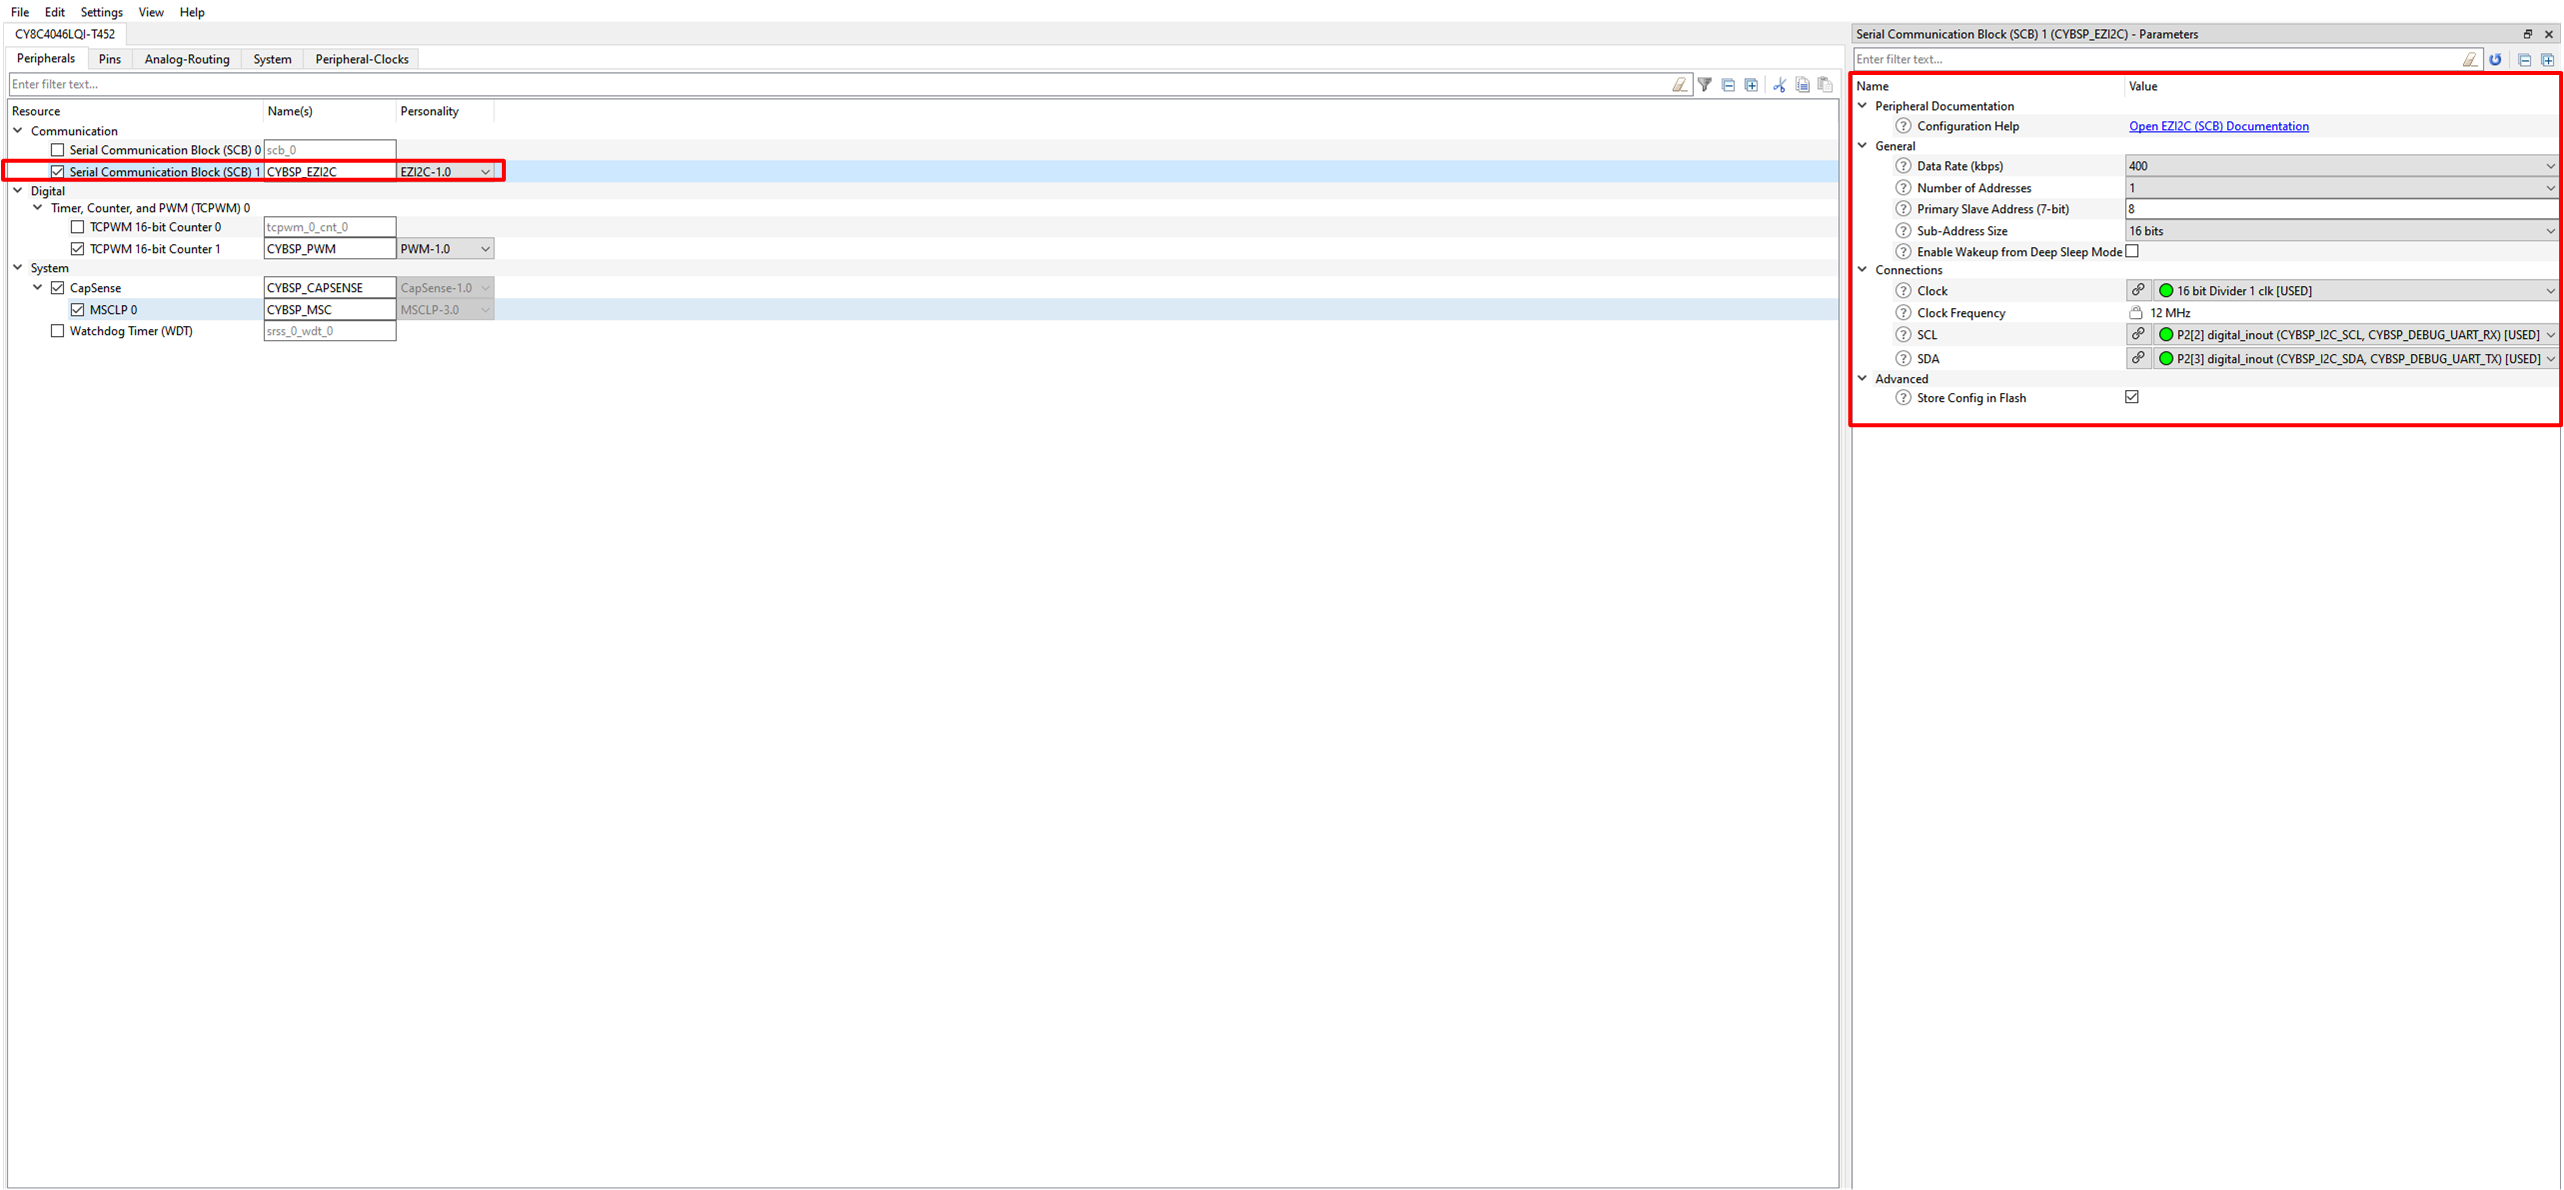 File Edit Settings View Help
CY8C4046LQI-T452
Peripherals Pins Analog-Routing System Peripheral-Clocks
Enter filter text...
Resource Name(s) Personality
Communication
Serial Communication Block (SCB) 0 scb_0
Serial Communication Block (SCB) 1 CYBSP_EZI2C EZI2C-1.0
Digital
Timer, Counter, and PWM (TCPWM) 0
TCPWM 16-bit Counter 0 tcpwm_0_cnt_0
TCPWM 16-bit Counter 1 CYBSP_PWM PWM-1.0
System
CapSense CYBSP_CAPSENSE CapSense-1.0
MSCLP 0 CYBSP_MSC MSCLP-3.0
Watchdog Timer (WDT) srss_0_wdt_0
Serial Communication Block (SCB) 1 (CYBSP_EZI2C) - Parameters
Enter filter text...
Name Value
Peripheral Documentation
Configuration Help Open EZI2C (SCB) Documentation
General
Data Rate (kbps) 400
Number of Addresses 1
Primary Slave Address (7-bit) 8
Sub-Address Size 16 bits
Enable Wakeup from Deep Sleep Mode
Connections
Clock 16 bit Divider 1 clk [USED]
Clock Frequency 12 MHz
SCL P2[2] digital_inout (CYBSP_I2C_SCL, CYBSP_DEBUG_UART_RX) [USED]
SDA P2[3] digital_inout (CYBSP_I2C_SDA, CYBSP_DEBUG_UART_TX) [USED]
Advanced
Store Config in Flash